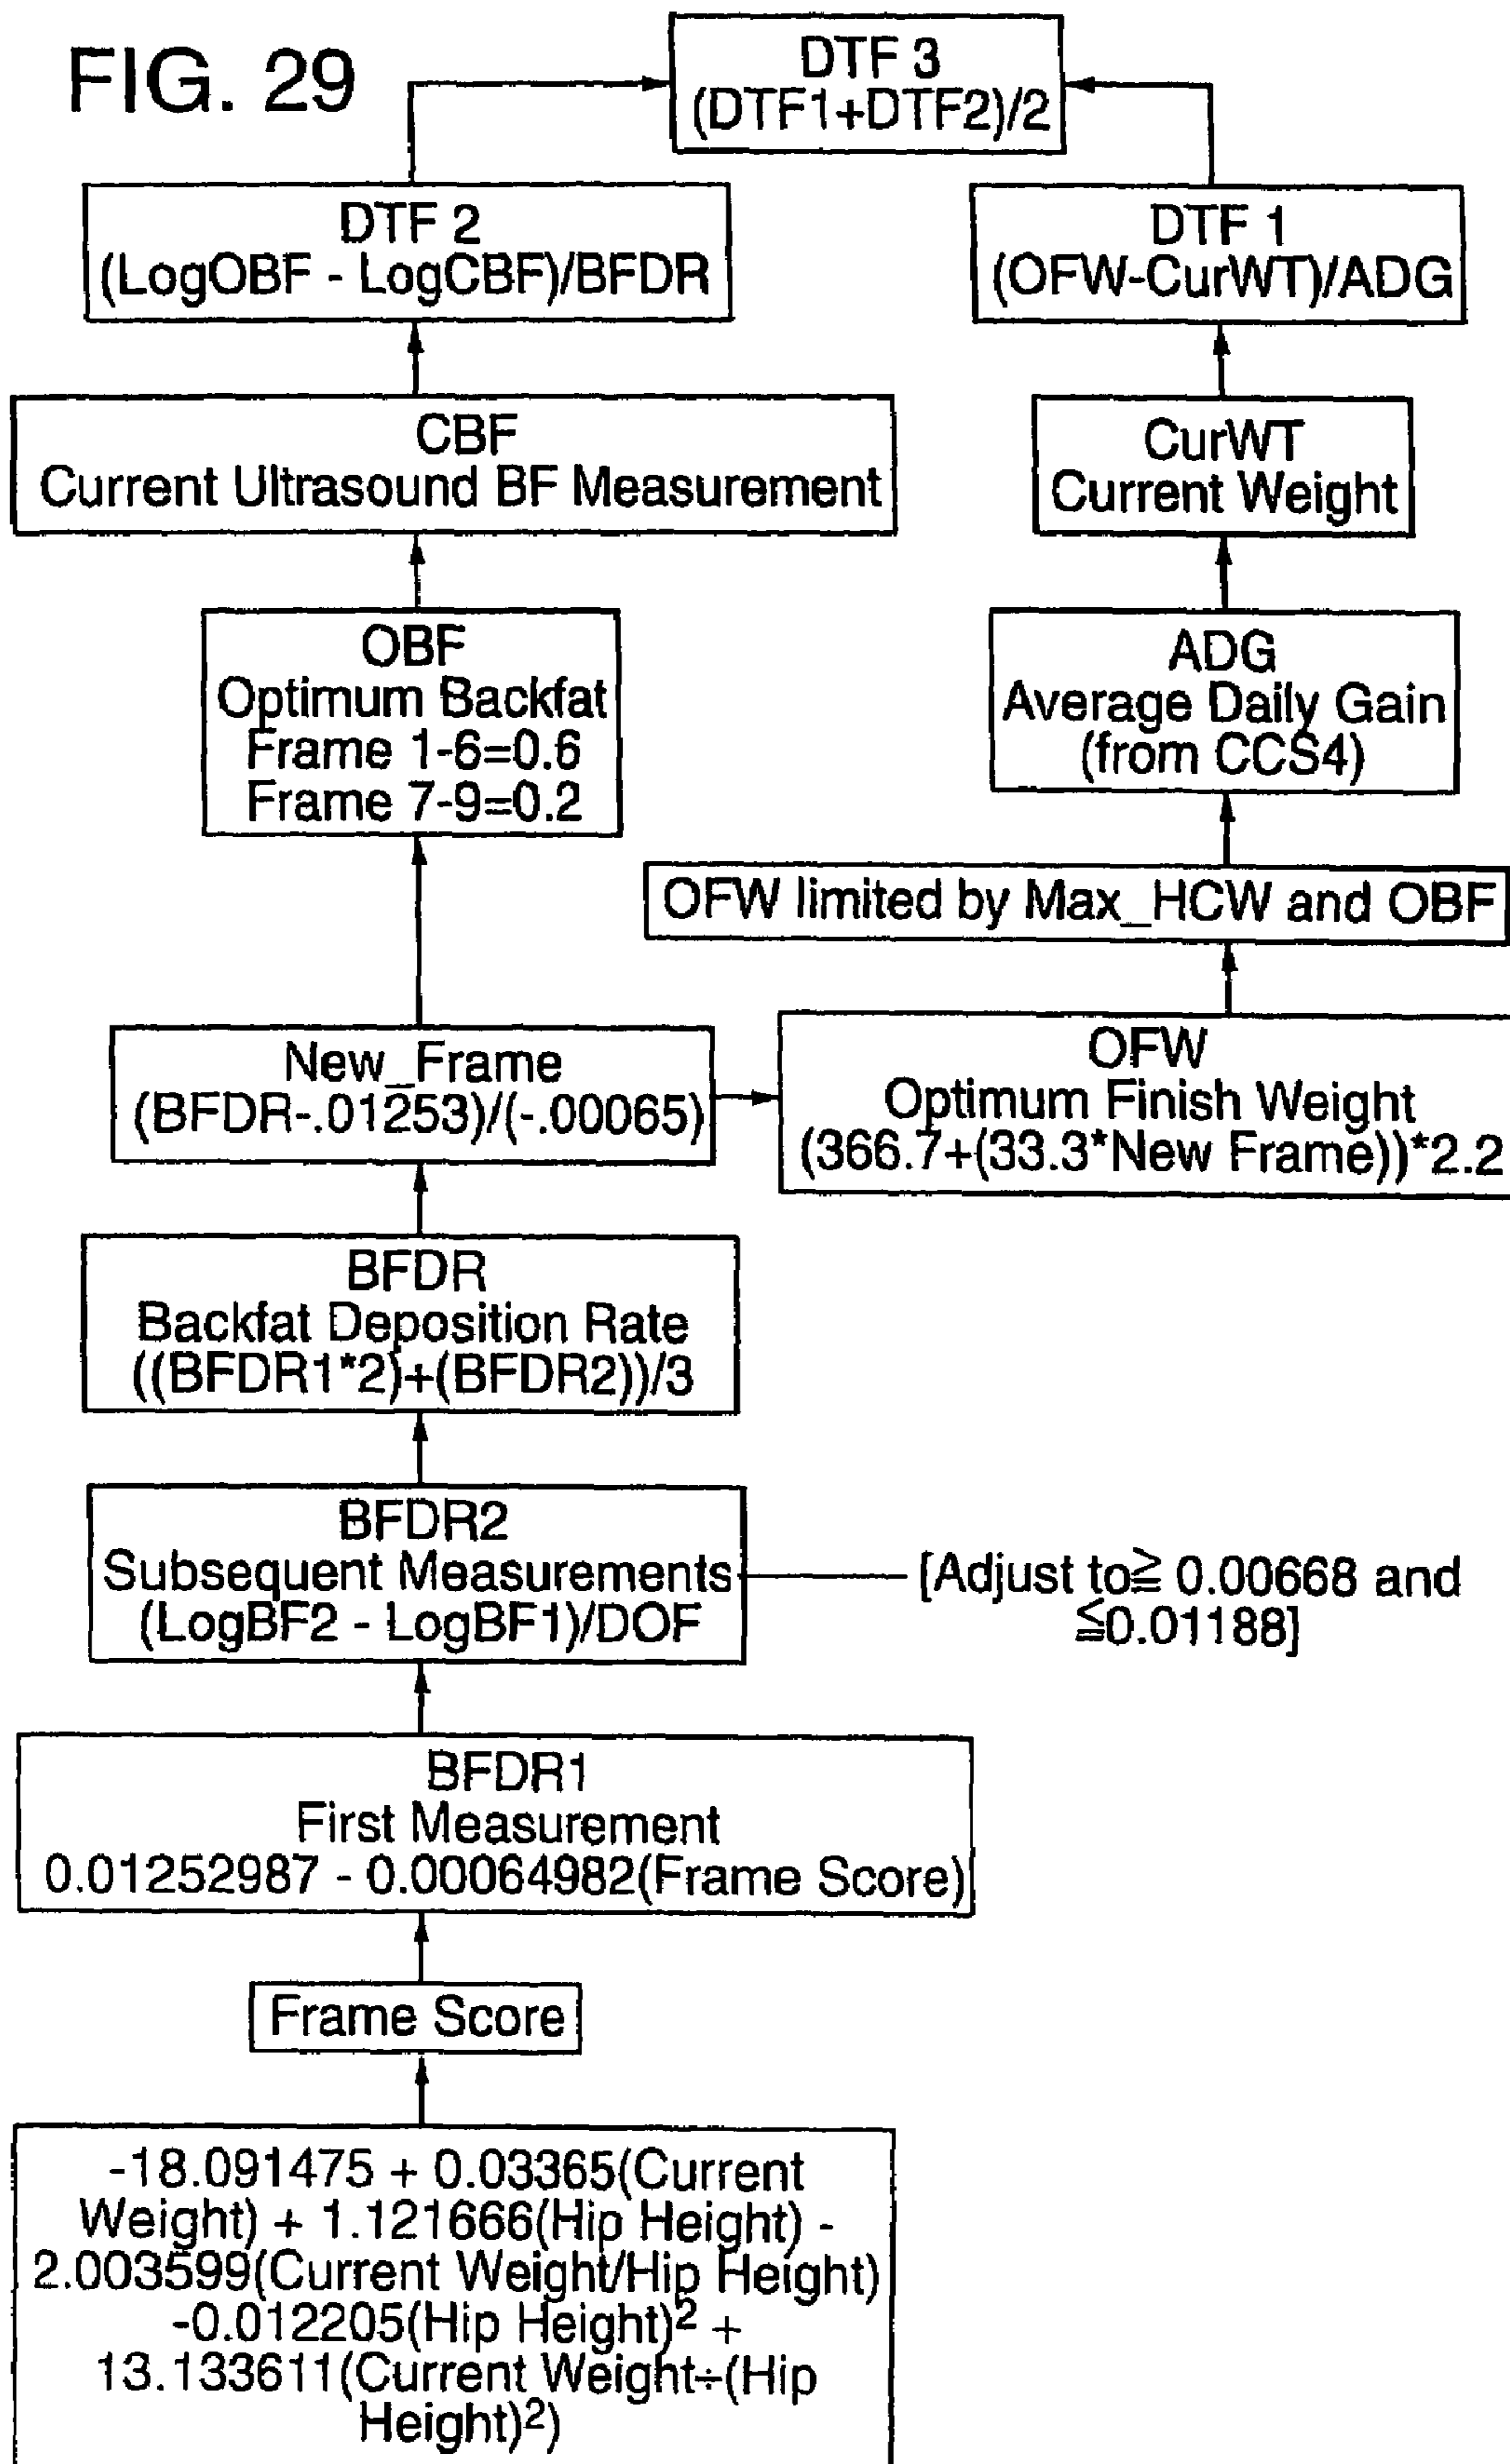 FIG. 29
DTF 3
(DTF1+DTF2)/2
DTF 2
(LogOBF - LogCBF)/BFDR
DTF 1
(OFW-CurWT)/ADG
CBF
Current Ultrasound BF Measurement
CurWT
Current Weight
OBF
Optimum Backfat
Frame 1-6=0.6
Frame 7-9=0.2
ADG
Average Daily Gain
(from CCS4)
OFW limited by Max_HCW and OBF
New_Frame
(BFDR-.01253)/(-.00065)
OFW
Optimum Finish Weight
(366.7+(33.3*New Frame))*2.2
BFDR
Backfat Deposition Rate
((BFDR1*2)+(BFDR2))/3
BFDR2
Subsequent Measurements
(LogBF2 - LogBF1)/DOF
[Adjust to≧ 0.00668 and
≦0.01188]
BFDR1
First Measurement
0.01252987 - 0.00064982(Frame Score)
Frame Score
-18.091475 + 0.03365(Current
Weight) + 1.121666(Hip Height) -
2.003599(Current Weight/Hip Height)
-0.012205(Hip Height)² +
13.133611(Current Weight÷(Hip
Height)²)